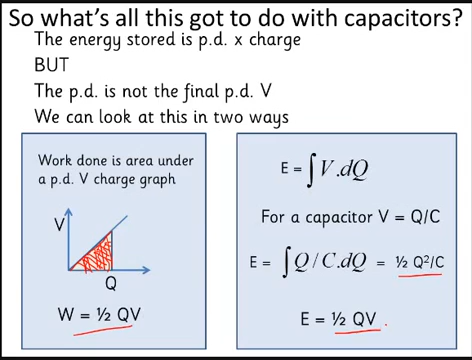 So what's all this got to do with capacitors?
The energy stored is p.d. x charge
BUT
The p.d. is not the final p.d. V
We can look at this in two ways
Work done is area under
a p.d. V charge graph
V
Q
W = ½ QV
E = ∫V.dQ
For a capacitor V = Q/C
E = ∫Q/C.dQ = ½ Q²/C
E = ½ QV